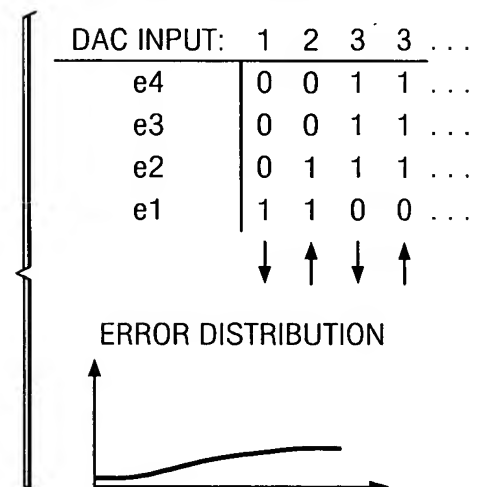 DAC INPUT: 1 2 3 3 ...
e4 0 0 1 1 ...
e3 0 0 1 1 ...
e2 0 1 1 1 ...
e1 1 1 0 0 ...
ERROR DISTRIBUTION